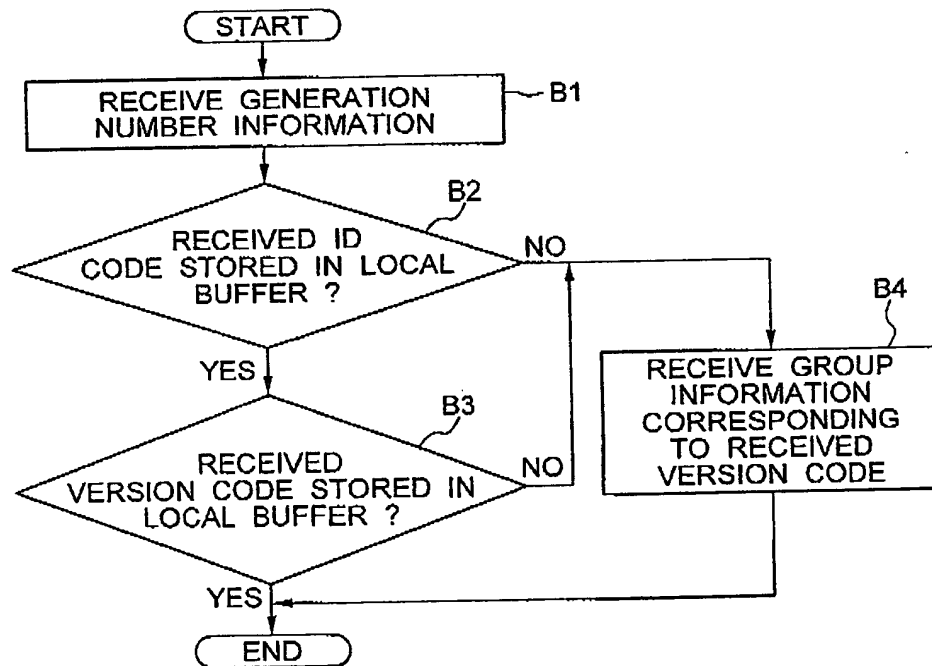 START
RECEIVE GENERATION
NUMBER INFORMATION
B1
B2
RECEIVED ID
CODE STORED IN LOCAL
BUFFER ?
NO
YES
B3
RECEIVED
VERSION CODE STORED IN
LOCAL BUFFER ?
NO
YES
B4
RECEIVE GROUP
INFORMATION
CORRESPONDING
TO RECEIVED
VERSION CODE
END